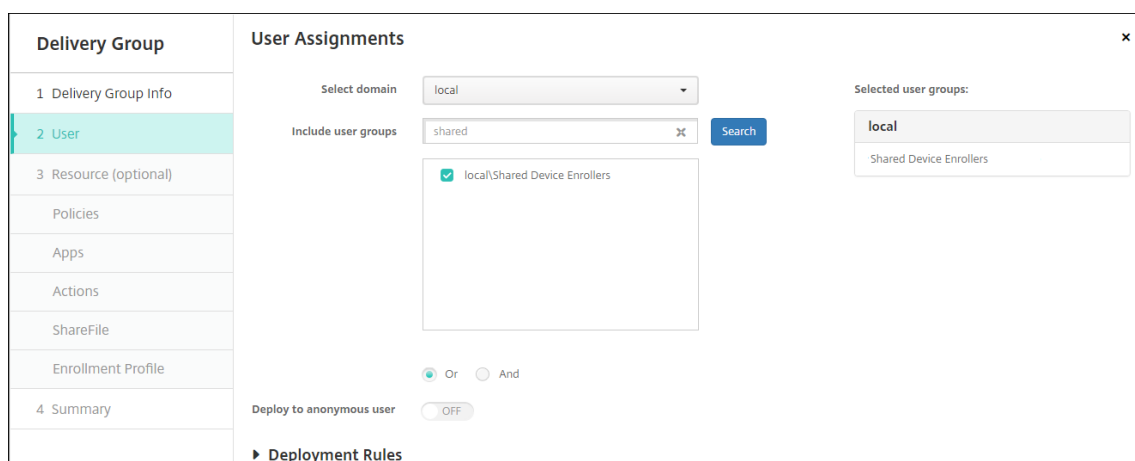 Delivery Group
1 Delivery Group Info
2 User
3 Resource (optional)
Policies
Apps
Actions
ShareFile
Enrollment Profile
4 Summary
User Assignments
Select domain
local
Include user groups
shared
Search
local\Shared Device Enrollers
Or
And
Deploy to anonymous user
OFF
Deployment Rules
Selected user groups:
local
Shared Device Enrollers